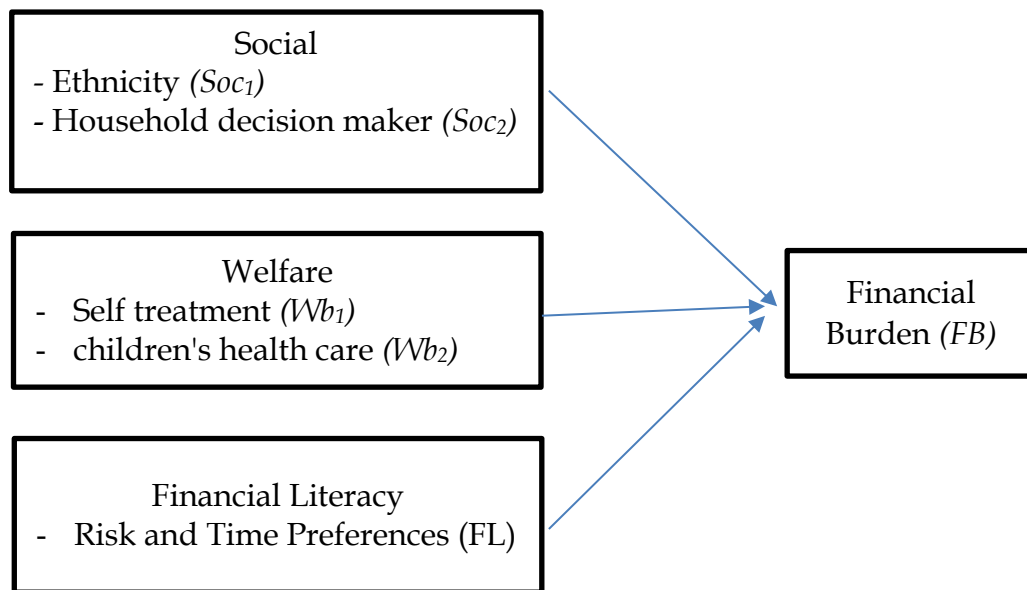 Social
- Ethnicity (Soc1)
- Household decision maker (Soc2)
Welfare
- Self treatment (Wb1)
- children's health care (Wb2)
Financial Literacy
- Risk and Time Preferences (FL)
Financial
Burden (FB)